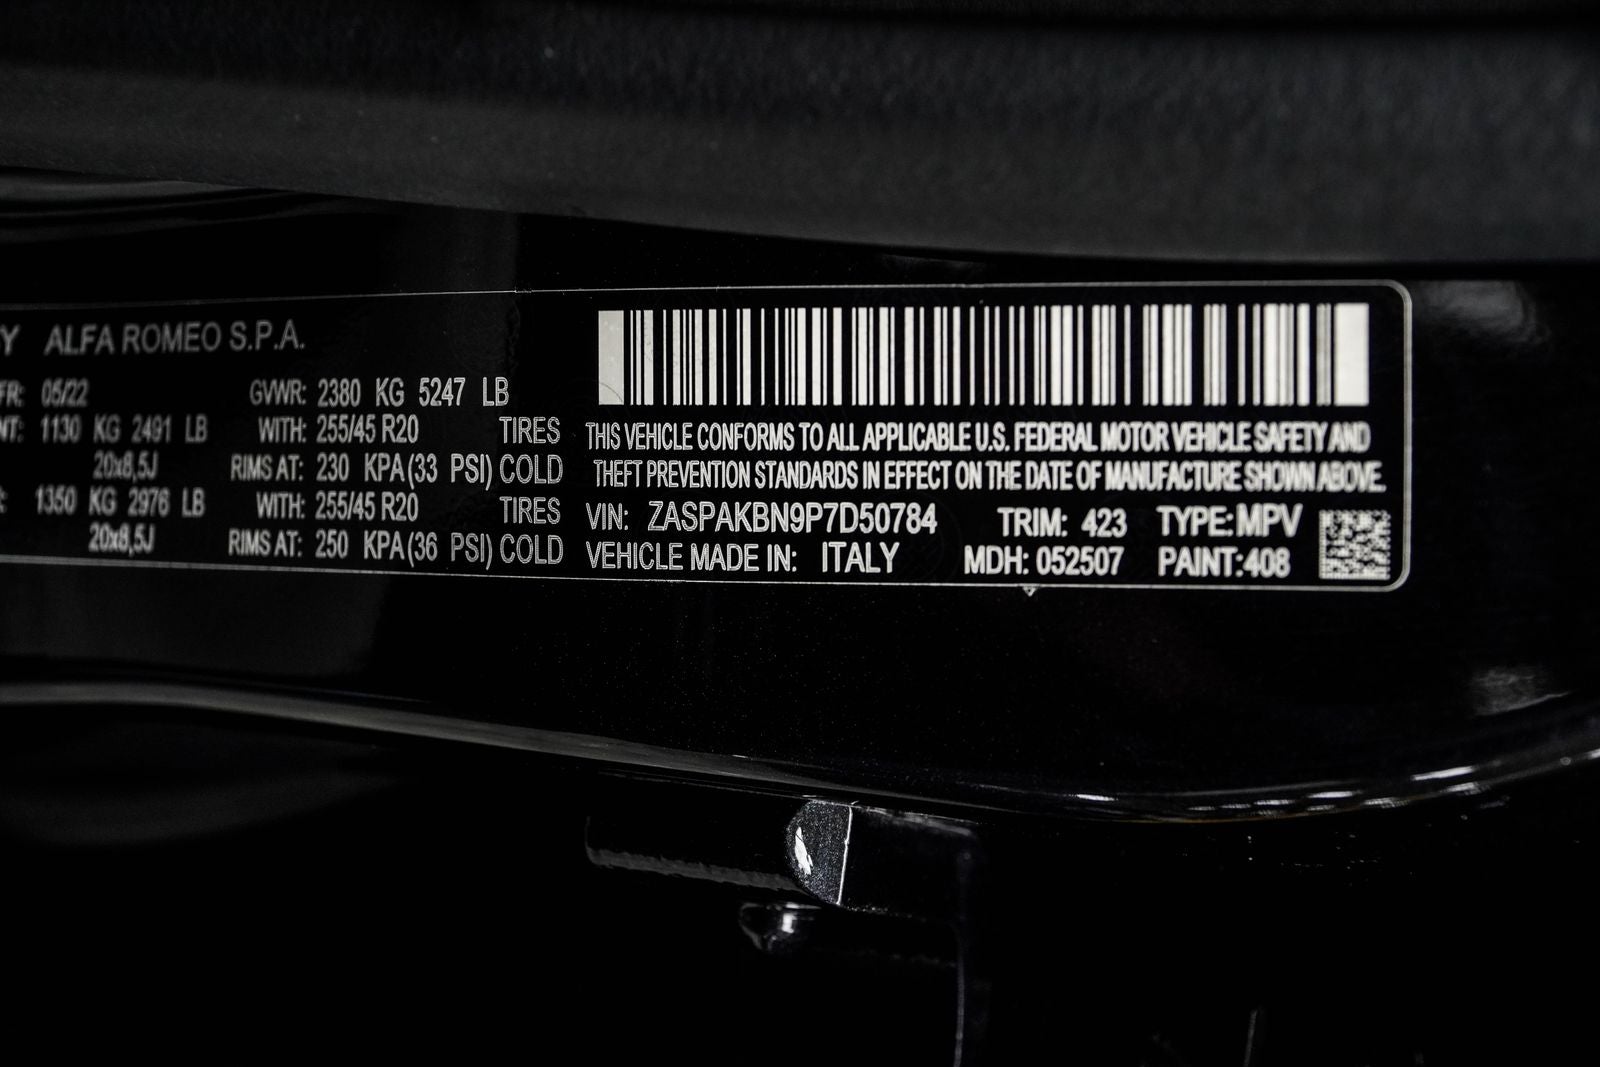 Y ALFA ROMEO S.P.A.
FR: 05/22 GVWR: 2380 KG 5247 LB
NT: 1130 KG 2491 LB WITH: 255/45 R20 TIRES
20x8,5J RIMS AT: 230 KPA(33 PSI) COLD
: 1350 KG 2976 LB WITH: 255/45 R20 TIRES
20x8,5J RIMS AT: 250 KPA(36 PSI) COLD
THIS VEHICLE CONFORMS TO ALL APPLICABLE U.S. FEDERAL MOTOR VEHICLE SAFETY AND
THEFT PREVENTION STANDARDS IN EFFECT ON THE DATE OF MANUFACTURE SHOWN ABOVE.
VIN: ZASPAKBN9P7D50784 TRIM: 423 TYPE:MPV
VEHICLE MADE IN: ITALY MDH: 052507 PAINT:408